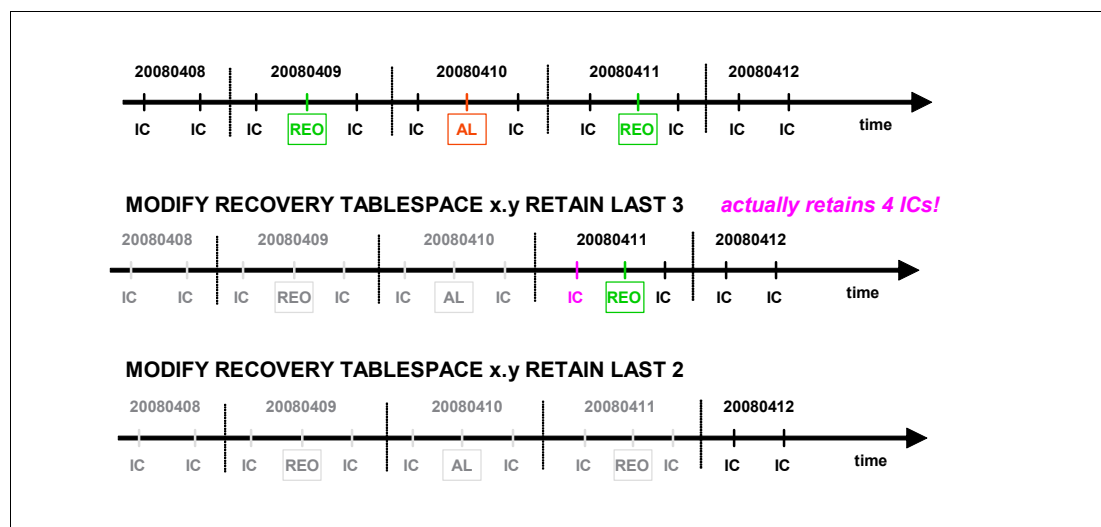 20080408 20080409 20080410 20080411 20080412
IC IC IC REO IC IC AL IC IC REO IC IC IC time
MODIFY RECOVERY TABLESPACE x.y RETAIN LAST 3 actually retains 4 ICs!
20080408 20080409 20080410 20080411 20080412
IC IC IC REO IC IC AL IC IC REO IC IC IC time
MODIFY RECOVERY TABLESPACE x.y RETAIN LAST 2
20080408 20080409 20080410 20080411 20080412
IC IC IC REO IC IC AL IC IC REO IC IC IC time